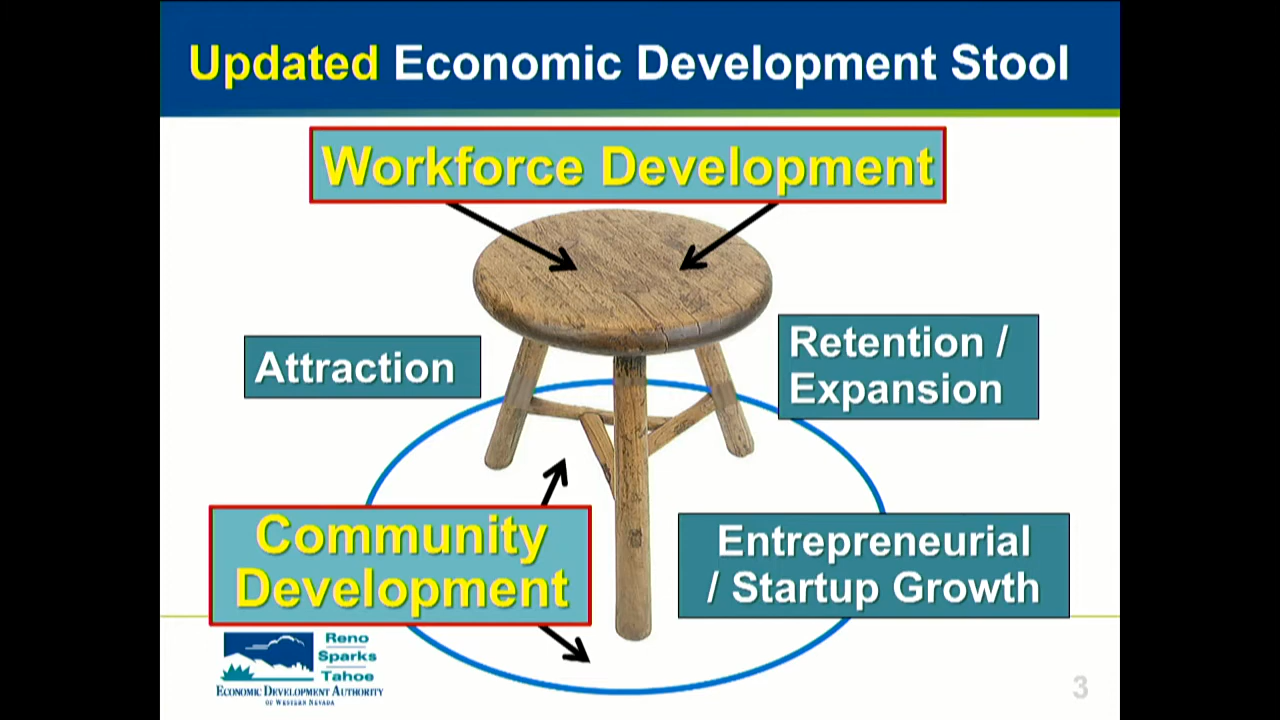 Updated Economic Development Stool
Workforce Development
Attraction
Retention /
Expansion
Community
Development
Entrepreneurial
/ Startup Growth
Reno
Sparks
Tahoe
ECONOMIC DEVELOPMENT AUTHORITY
OF WESTERN NEVADA
3